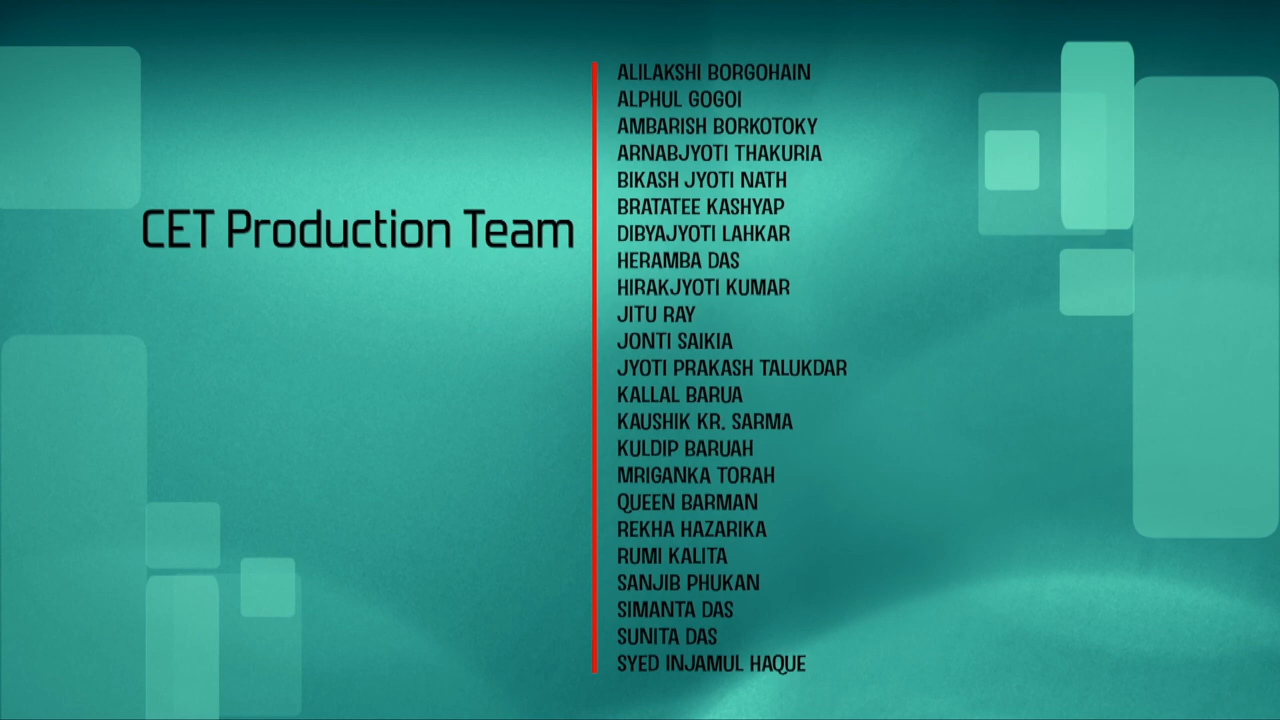 CET Production Team
ALILAKSHI BORGOHAIN
ALPHUL GOGOI
AMBARISH BORKOTOKY
ARNABJYOTI THAKURIA
BIKASH JYOTI NATH
BRATATEE KASHYAP
DIBYAJYOTI LAHKAR
HERAMBA DAS
HIRAKJYOTI KUMAR
JITU RAY
JONTI SAIKIA
JYOTI PRAKASH TALUKDAR
KALLAL BARUA
KAUSHIK KR. SARMA
KULDIP BARUAH
MRIGANKA TORAH
QUEEN BARMAN
REKHA HAZARIKA
RUMI KALITA
SANJIB PHUKAN
SIMANTA DAS
SUNITA DAS
SYED INJAMUL HAQUE